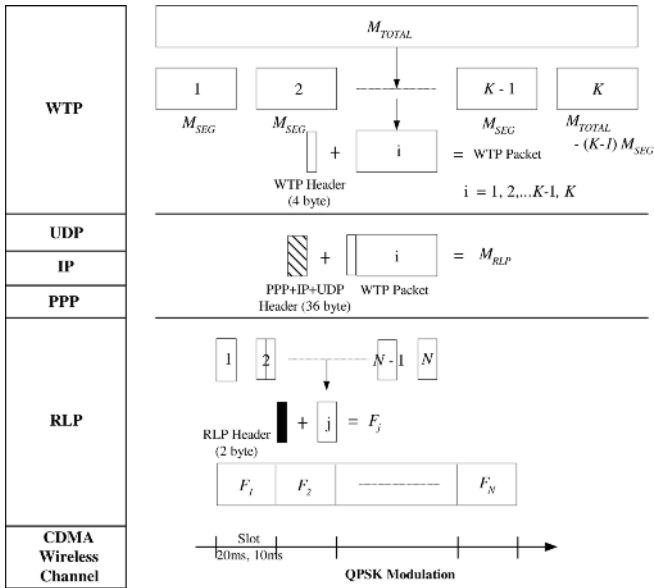 WTP
M_TOTAL
1 2 K - 1 K
M_SEG M_SEG M_SEG M_TOTAL
- (K-1) M_SEG
+ i = WTP Packet
WTP Header
(4 byte)
i = 1, 2,...K-1, K
UDP
IP
PPP
+ i = M_RLP
PPP+IP+UDP
Header (36 byte)
WTP Packet
RLP
1 2 N - 1 N
+ j = F_j
RLP Header
(2 byte)
F_1 F_2 F_N
CDMA
Wireless
Channel
Slot
20ms, 10ms
QPSK Modulation